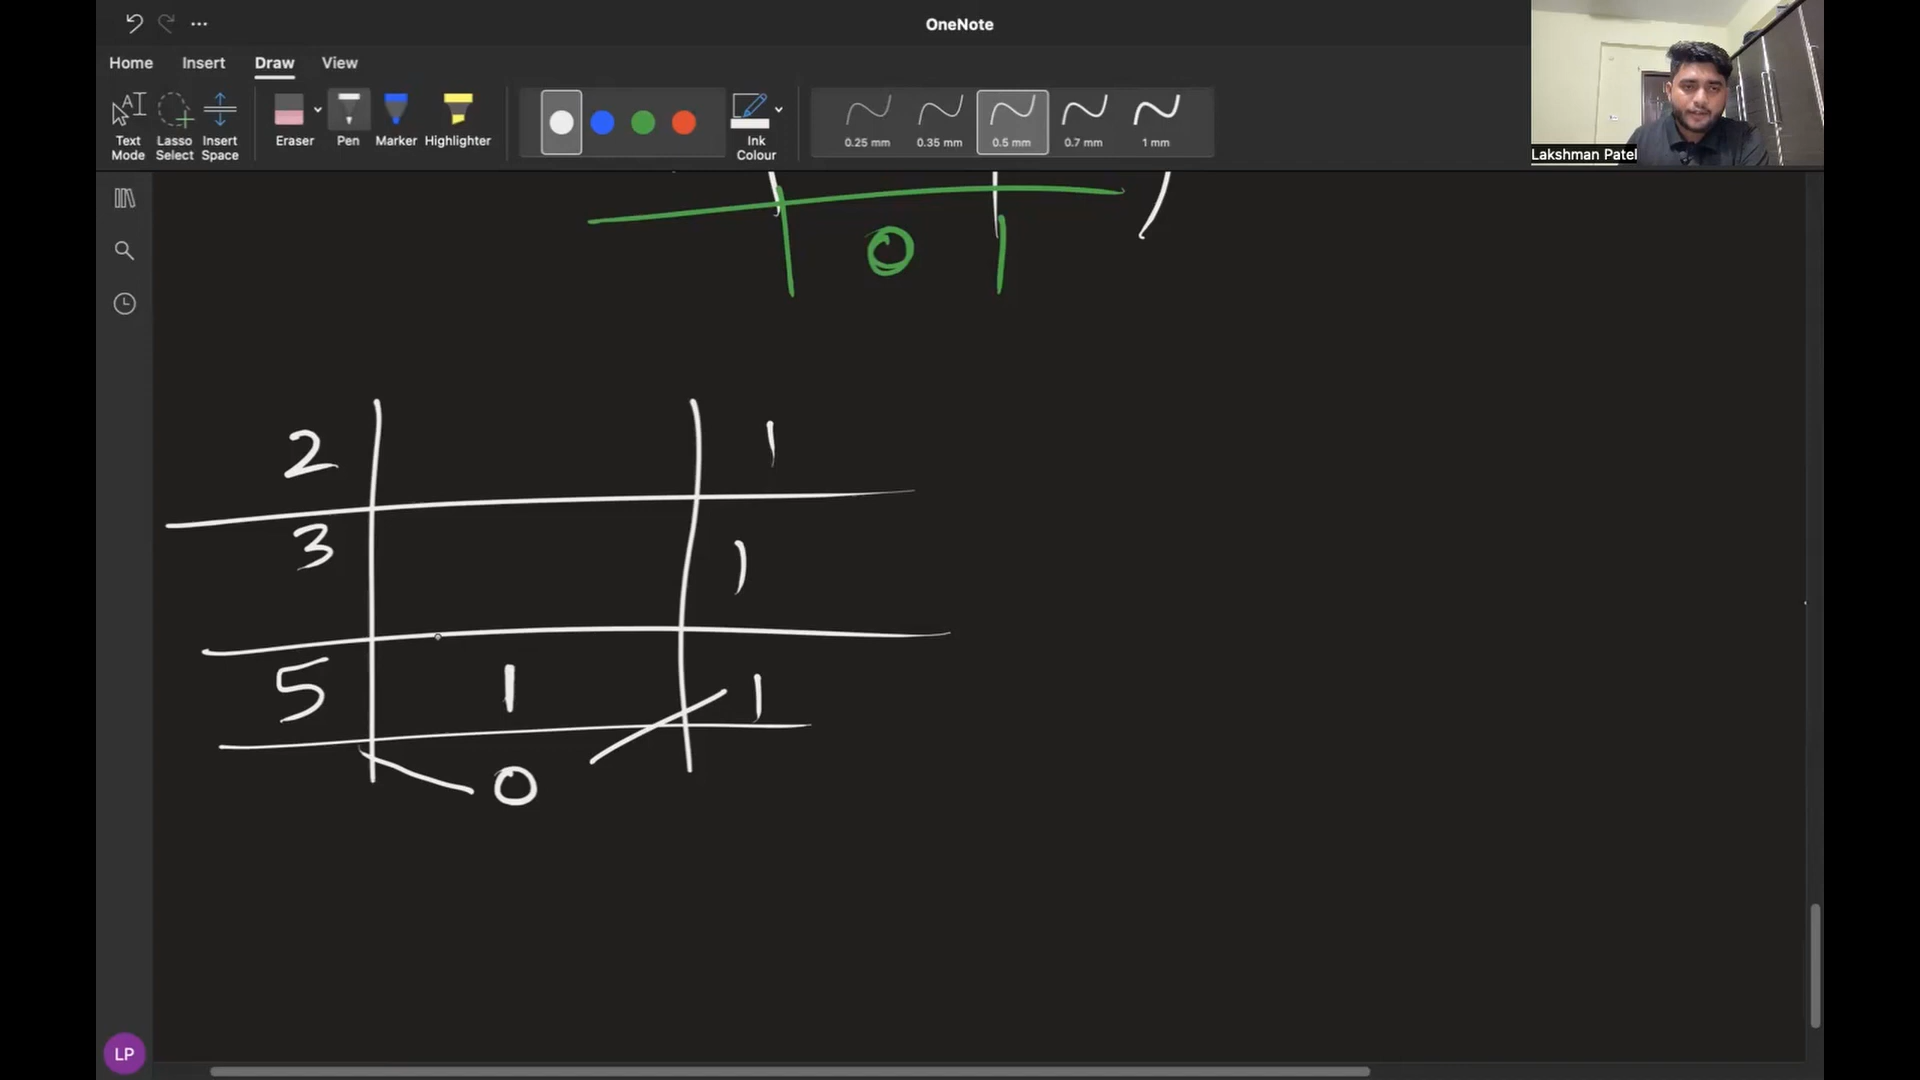 OneNote
Home Insert Draw View
Text Mode
Lasso Select
Insert Space
Eraser
Pen
Marker
Highlighter
Ink Colour
0.25 mm
0.35 mm
0.5 mm
0.7 mm
1 mm
Lakshman Patel
0
2 1
3 1
5 1 1
0
LP